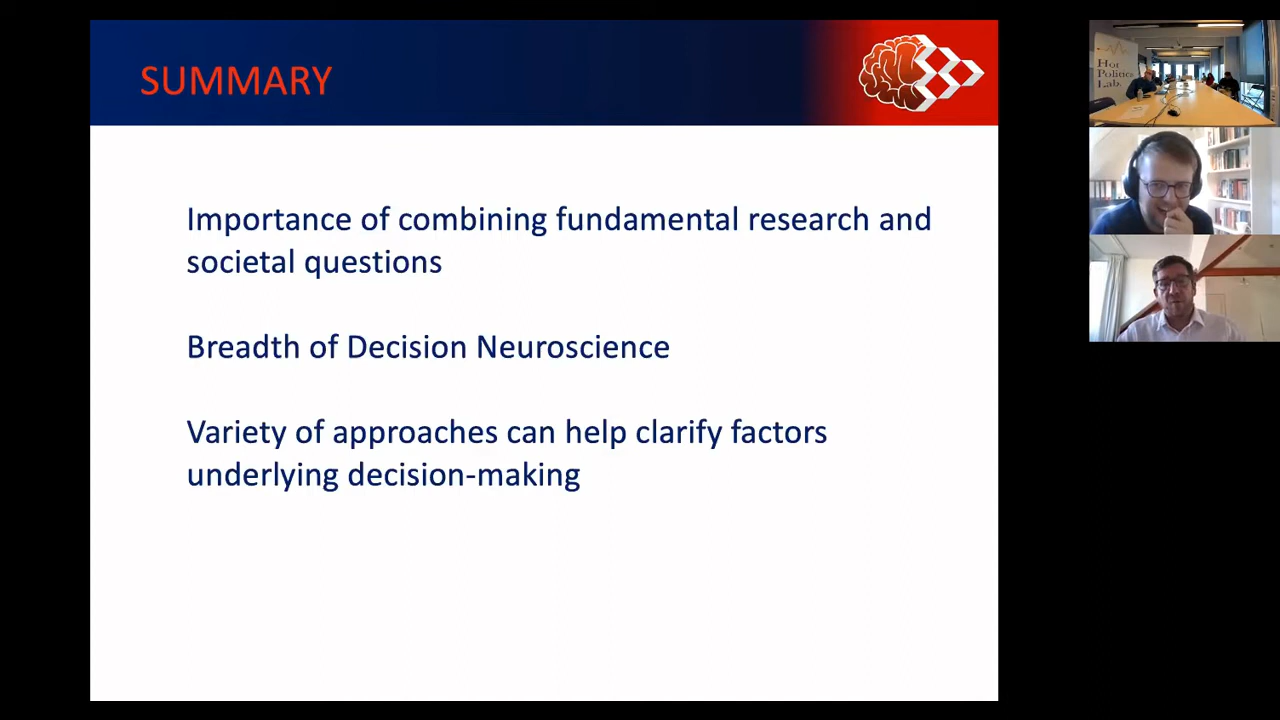 SUMMARY
Importance of combining fundamental research and
societal questions
Breadth of Decision Neuroscience
Variety of approaches can help clarify factors
underlying decision-making
Hot
Politics
Lab.